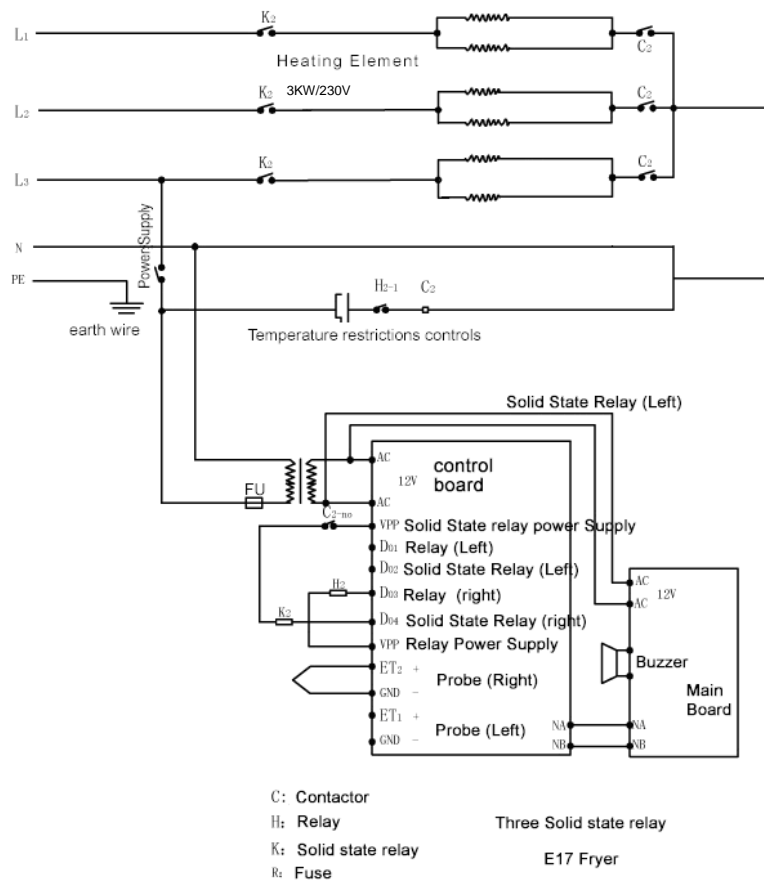 K2
L1
C2
Heating Element
K2
3KW/230V
C2
L2
K2
C2
L3
Power Supply
N
PE
H2-1
C2
earth wire
Temperature restrictions controls
Solid State Relay (Left)
AC
control
12V
board
FU
AC
C2-no
VPP Solid State relay power Supply
D01 Relay (Left)
D02 Solid State Relay (Left)
AC
H2
D03 Relay (right)
12V
AC
K2
D04 Solid State Relay (right)
VPP Relay Power Supply
ET2 +
Buzzer
Probe (Right)
GND -
Main
Board
ET1 +
Probe (Left)
NA
NA
GND -
NB
NB
C: Contactor
H: Relay
Three Solid state relay
K: Solid state relay
E17 Fryer
R: Fuse